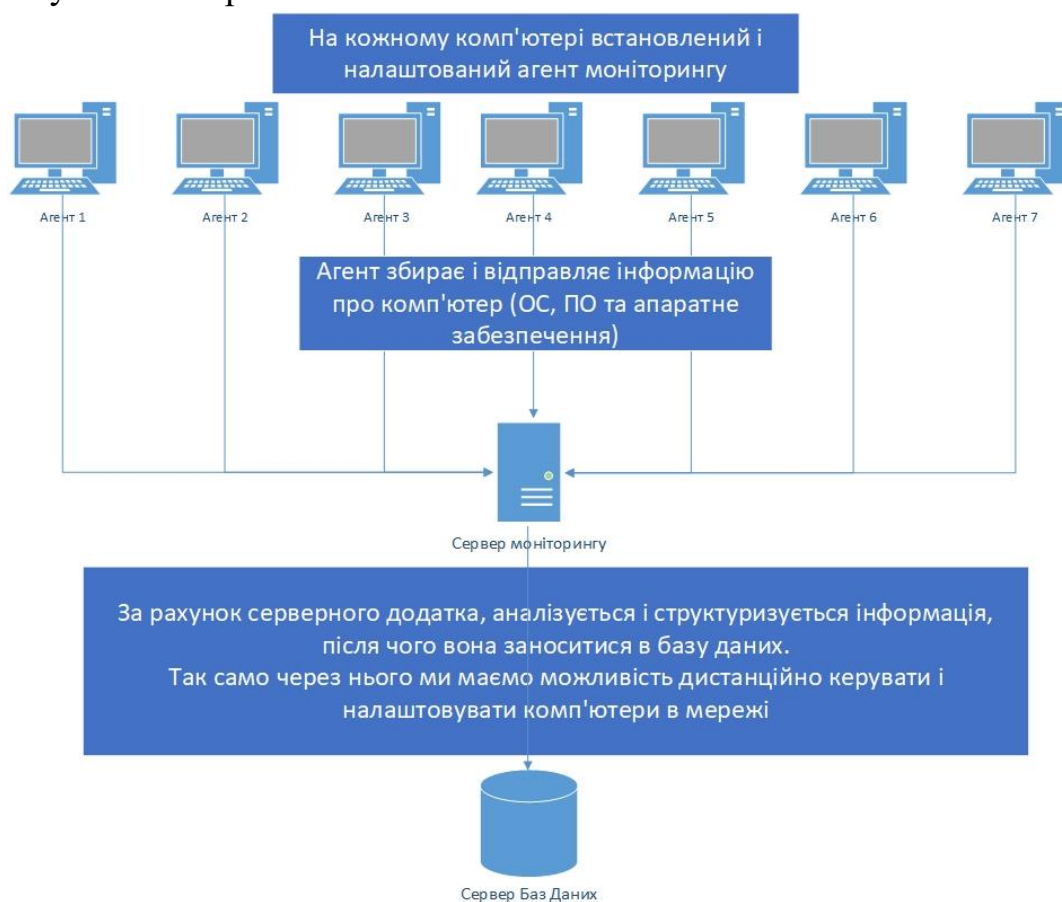 На кожному комп'ютері встановлений і
налаштований агент моніторингу
Агент 1
Агент 2
Агент 3
Агент 4
Агент 5
Агент 6
Агент 7
Агент збирає і відправляє інформацію
про комп'ютер (ОС, ПО та апаратне
забезпечення)
Сервер моніторингу
За рахунок серверного додатка, аналізується і структуризується інформація,
після чого вона заноситися в базу даних.
Так само через нього ми маємо можливість дистанційно керувати і
налаштовувати комп'ютери в мережі
Сервер Баз Даних